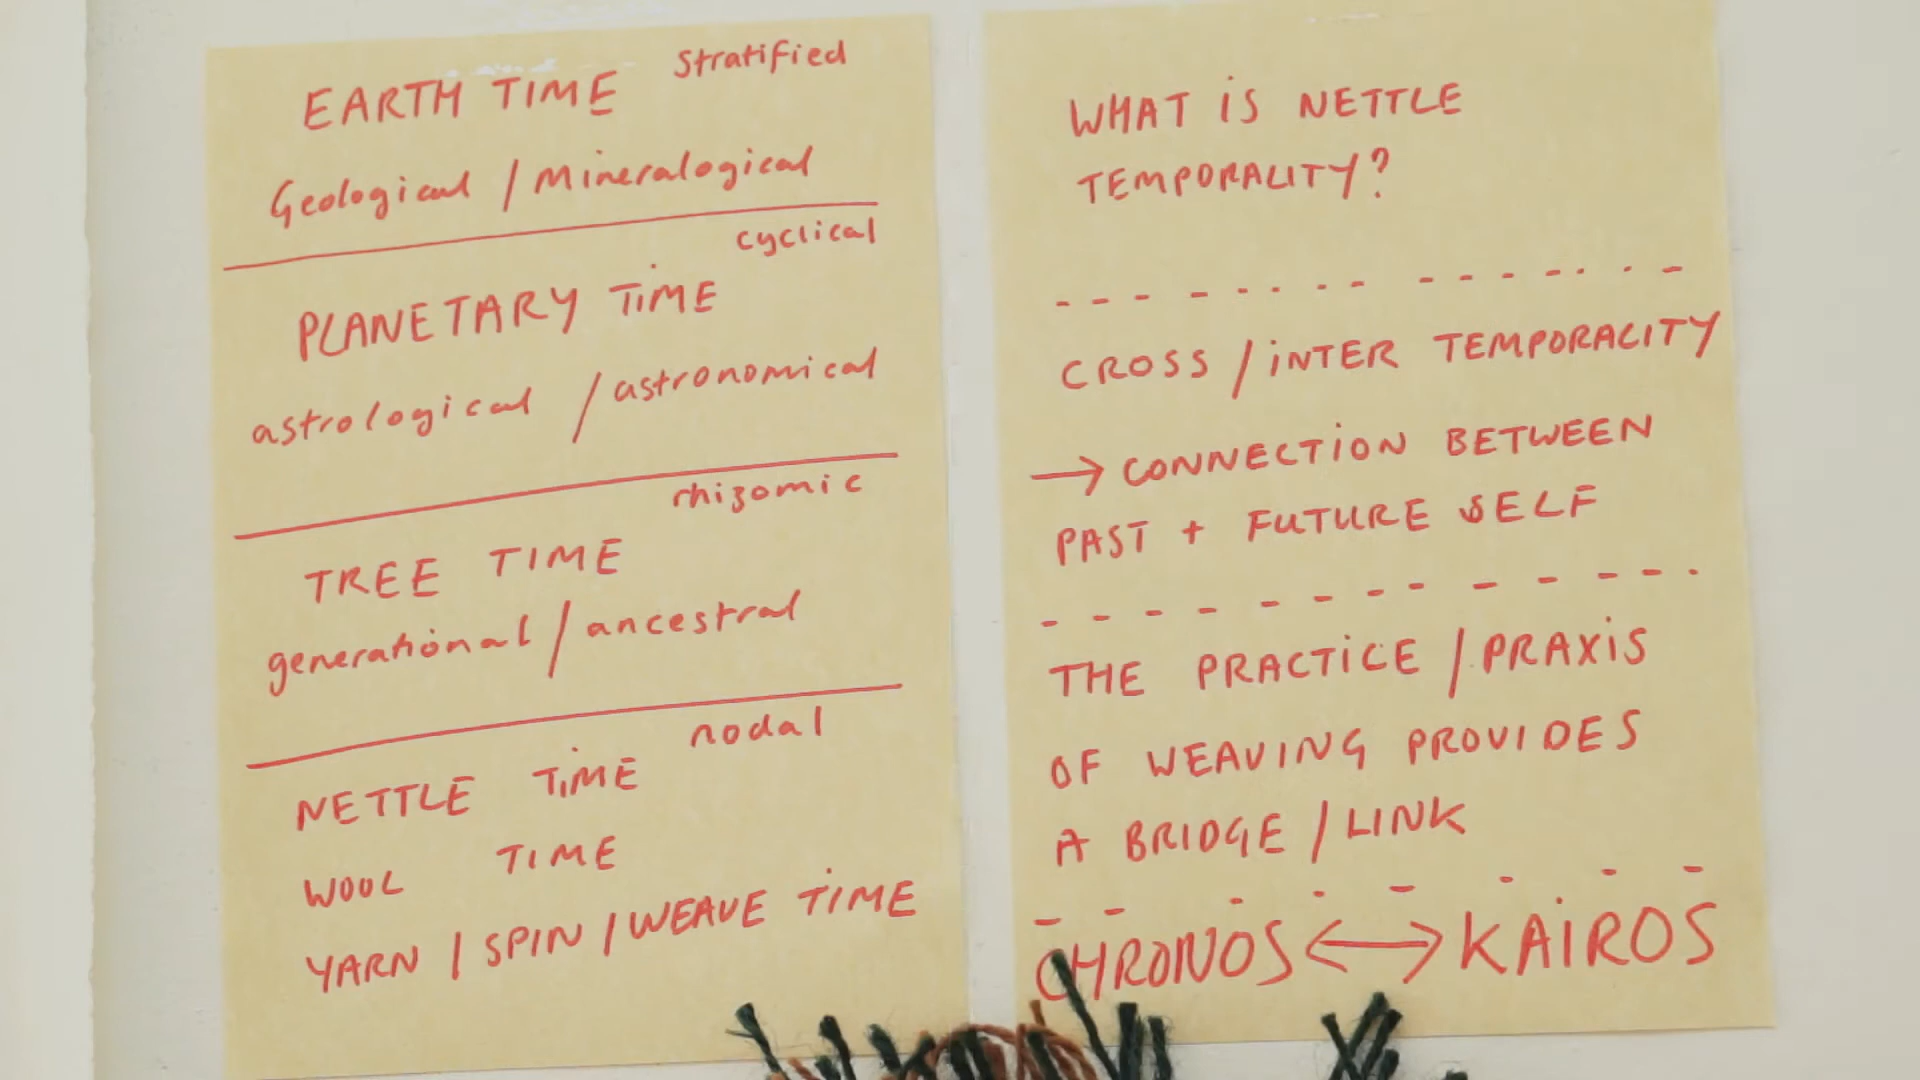 EARTH TIME stratified
Geological / Mineralogical
cyclical
PLANETARY TIME
astrological / astronomical
rhizomic
TREE TIME
generational / ancestral
nodal
NETTLE TIME
WOOL TIME
YARN / SPIN / WEAVE TIME
WHAT IS NETTLE
TEMPORALITY?
CROSS / INTER TEMPORALITY
→ CONNECTION BETWEEN
PAST + FUTURE SELF
THE PRACTICE / PRAXIS
OF WEAVING PROVIDES
A BRIDGE / LINK
CHRONOS ↔ KAIROS